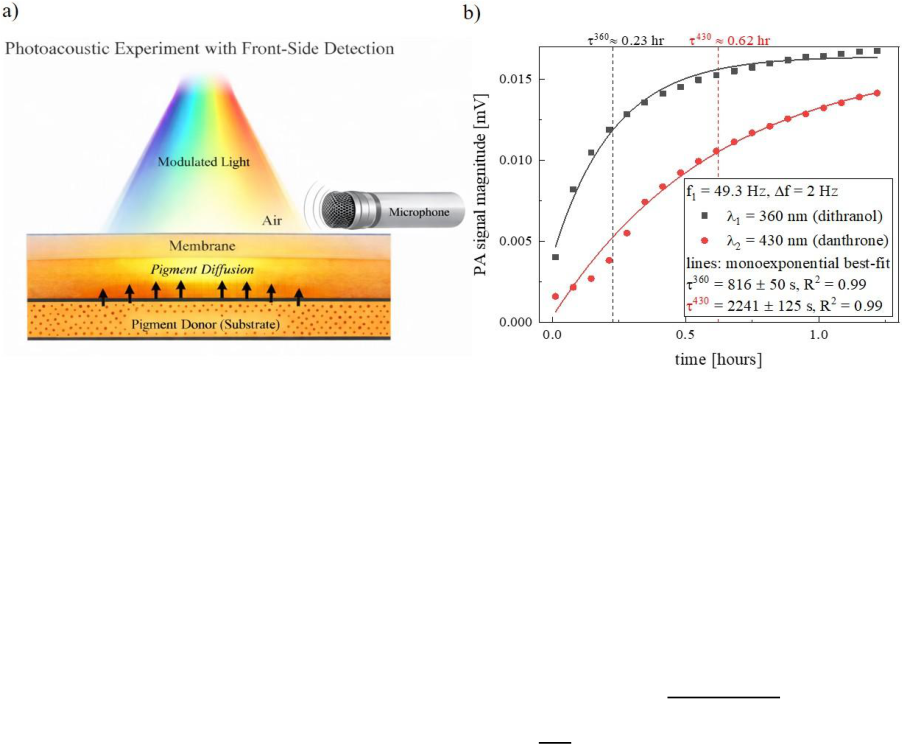 a)
Photoacoustic Experiment with Front-Side Detection
Modulated Light
Air
Microphone
Membrane
Pigment Diffusion
Pigment Donor (Substrate)
b)
τ³⁶⁰ ≈ 0.23 hr
τ⁴³⁰ ≈ 0.62 hr
PA signal magnitude [mV]
0.015
0.010
0.005
0.000
f₁ = 49.3 Hz, Δf = 2 Hz
λ₁ = 360 nm (dithranol)
λ₂ = 430 nm (danthrone)
lines: monoexponential best-fit
τ³⁶⁰ = 816 ± 50 s, R² = 0.99
τ⁴³⁰ = 2241 ± 125 s, R² = 0.99
0.0 0.5 1.0
time [hours]